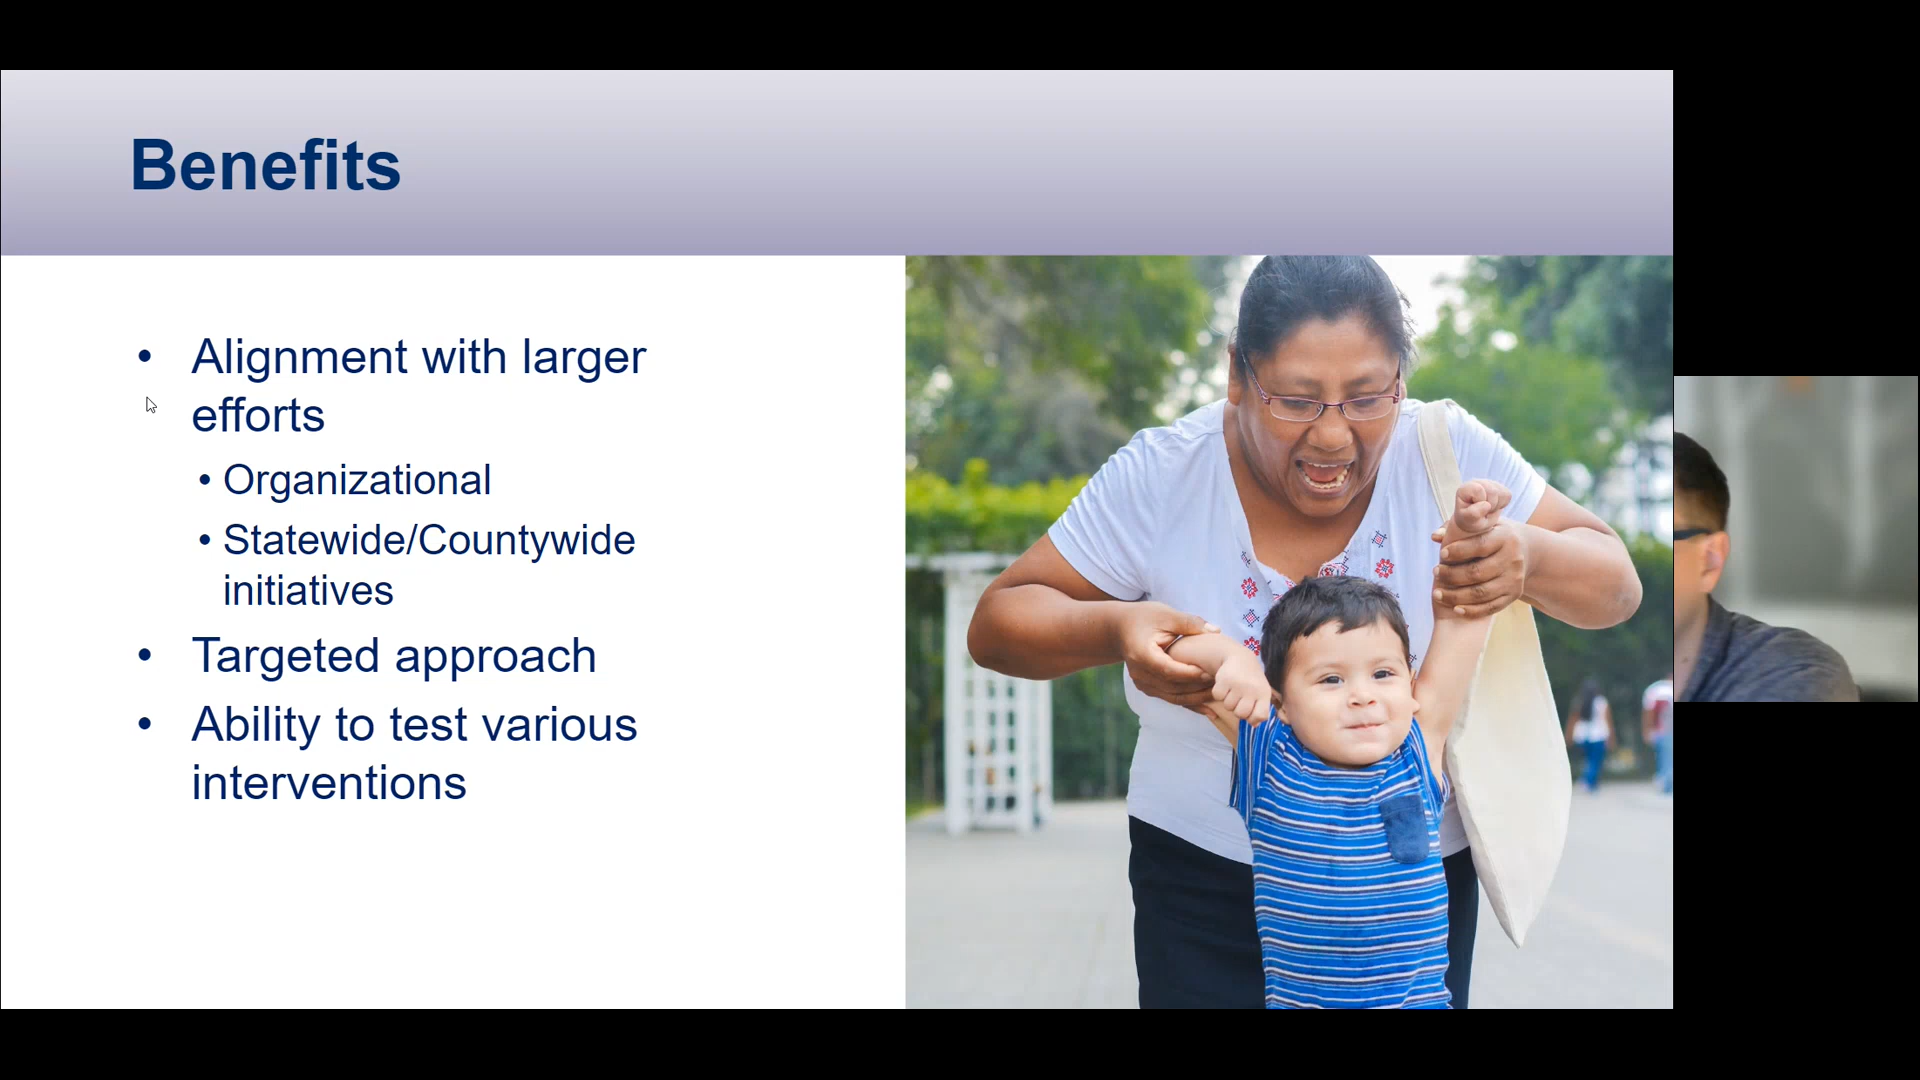 Benefits
• Alignment with larger
efforts
• Organizational
• Statewide/Countywide
initiatives
• Targeted approach
• Ability to test various
interventions